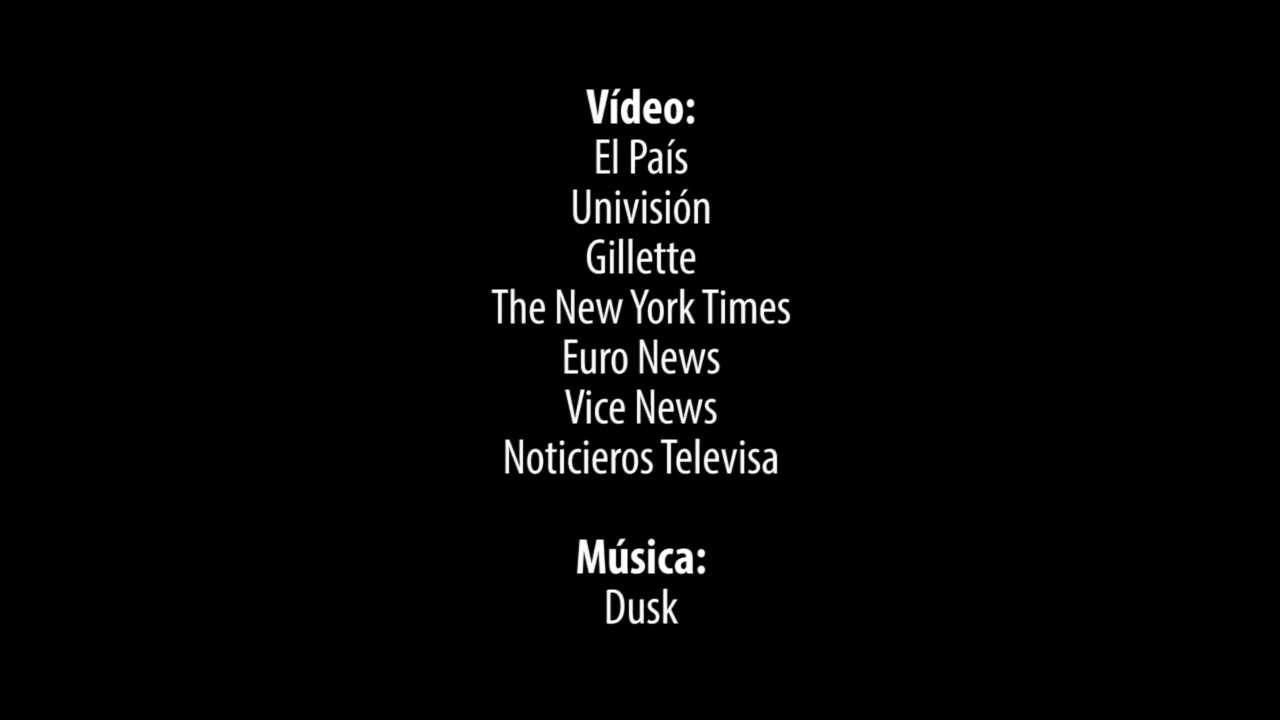 Vídeo:
El País
Univisión
Gillette
The New York Times
Euro News
Vice News
Noticieros Televisa
Música:
Dusk